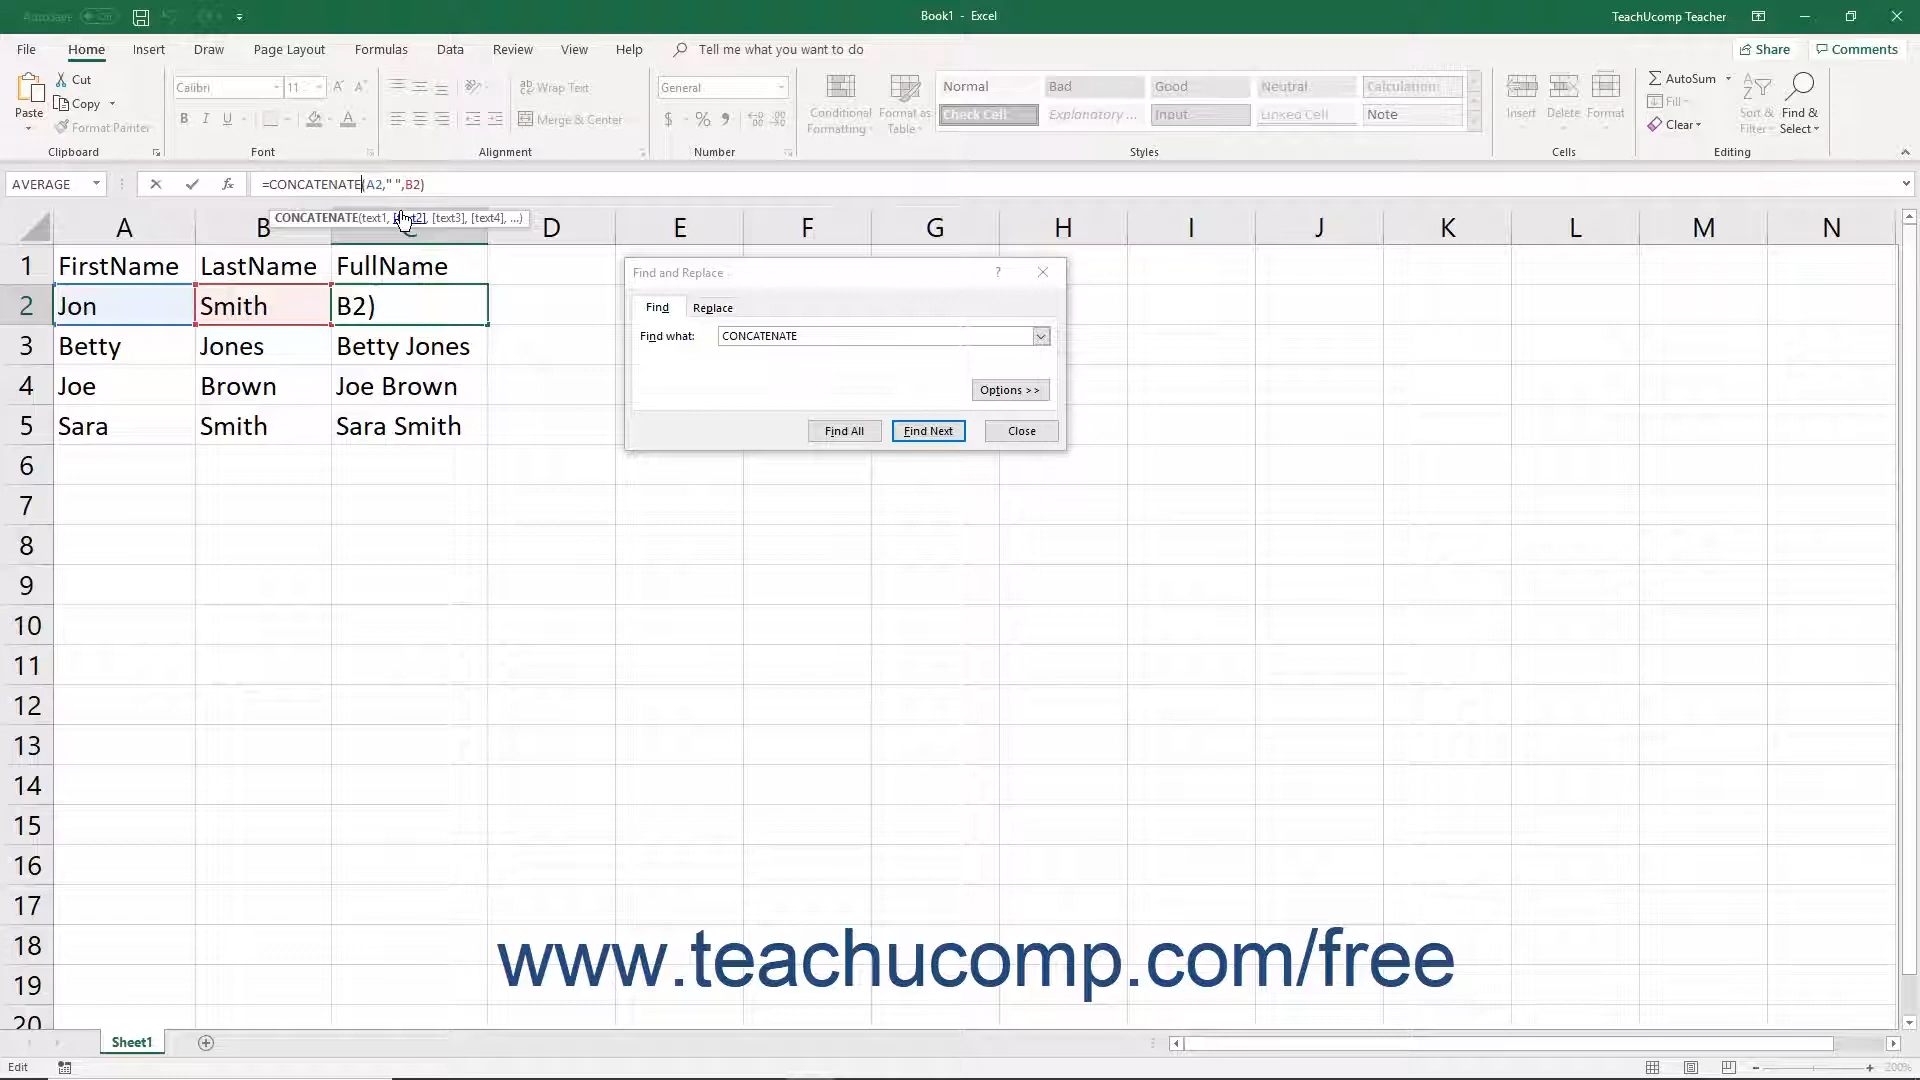 AutoSave Off
Book1 - Excel
TeachUcomp Teacher
File Home Insert Draw Page Layout Formulas Data Review View Help Tell me what you want to do Share Comments
Paste
Cut
Copy
Format Painter
Clipboard
Calibri 11
B I U A
Font
Wrap Text
Merge & Center
Alignment
General
$ % ,
Number
Conditional Formatting
Format as Table
Normal Bad Good Neutral Calculation
Check Cell Explanatory ... Input Linked Cell Note
Styles
Insert Delete Format
Cells
AutoSum
Fill
Clear
Sort & Filter
Find & Select
Editing
AVERAGE fx =CONCATENATE(A2," ",B2)
CONCATENATE(text1, [text2], [text3], [text4], ...)
A B C D E F G H I J K L M N
1 FirstName LastName FullName
2 Jon Smith B2)
3 Betty Jones Betty Jones
4 Joe Brown Joe Brown
5 Sara Smith Sara Smith
6
7
8
9
10
11
12
13
14
15
16
17
18
19
20
Find and Replace ?
Find Replace
Find what: CONCATENATE
Options >>
Find All Find Next Close
www.teachucomp.com/free
Sheet1
Edit
200%